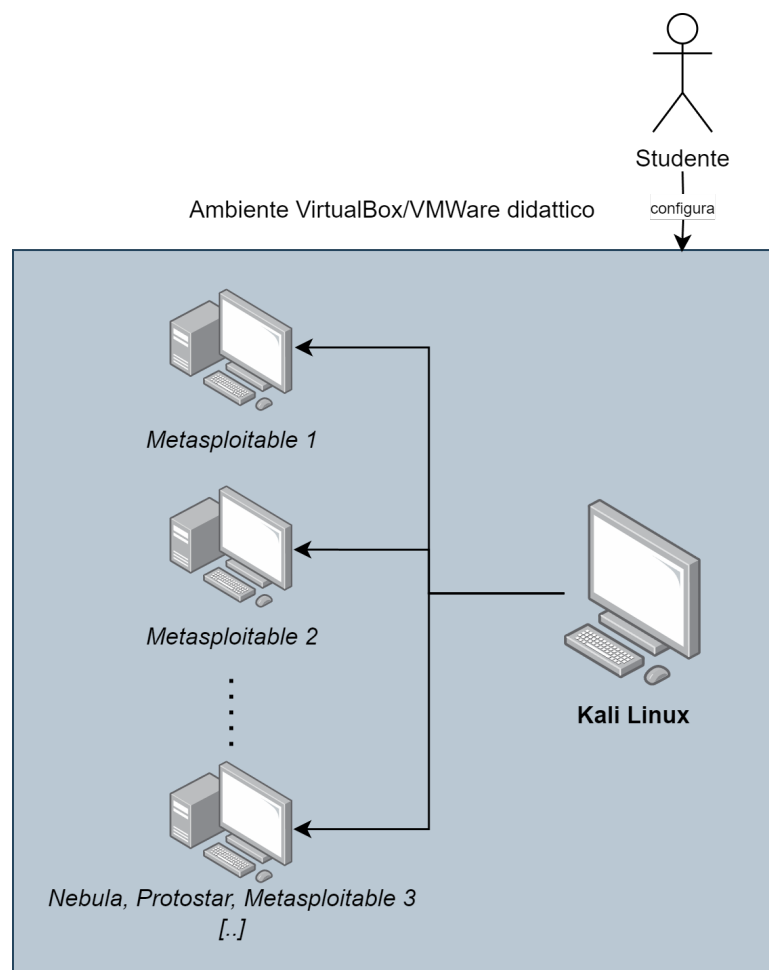 Studente
configura
Ambiente VirtualBox/VMWare didattico
Metasploitable 1
Metasploitable 2
Kali Linux
Nebula, Protostar, Metasploitable 3
[..]